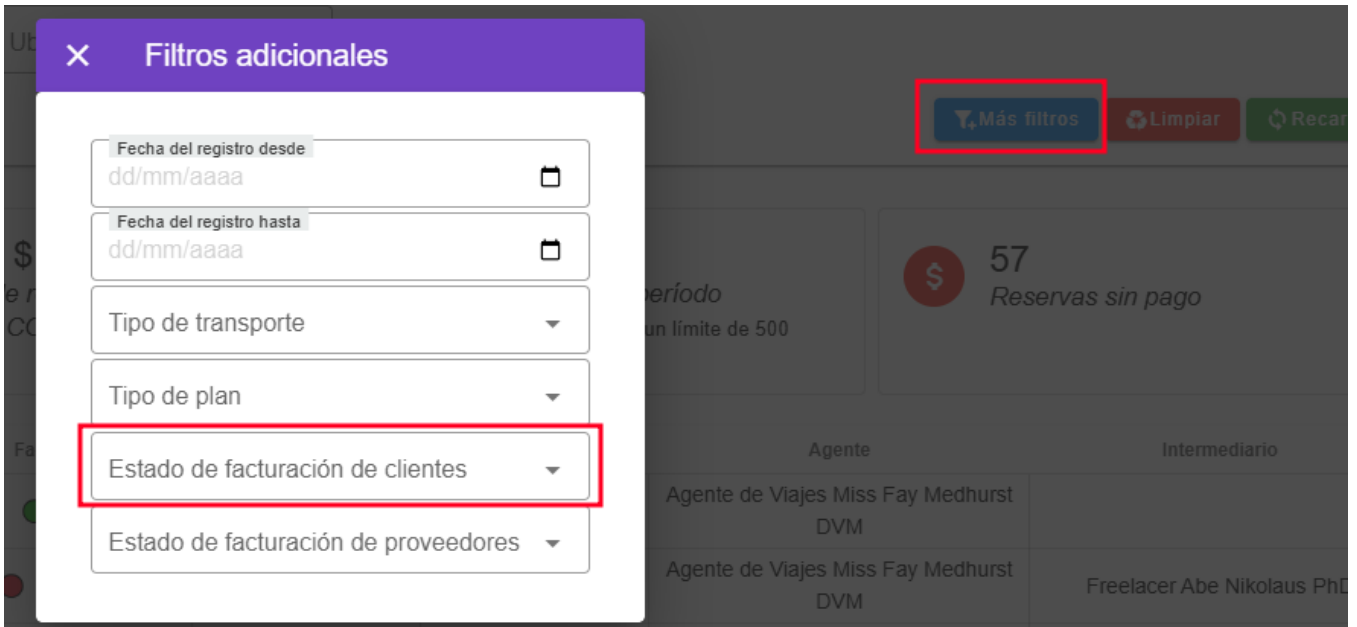 Filtros adicionales
Más filtros
Limpiar
Fecha del registro desde
dd/mm/aaaa
Fecha del registro hasta
dd/mm/aaaa
Tipo de transporte
Tipo de plan
Estado de facturación de clientes
Estado de facturación de proveedores
$
período
un límite de 500
$
57
Reservas sin pago
Agente
Intermediario
Agente de Viajes Miss Fay Medhurst
DVM
Agente de Viajes Miss Fay Medhurst
DVM
Freelacer Abe Nikolaus PhD